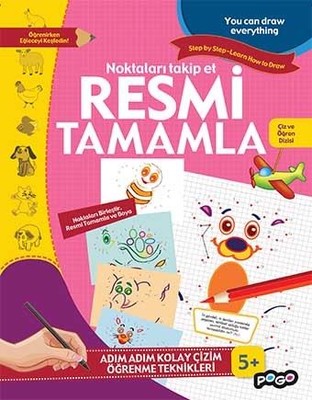 Öğrenirken
Eğlenceyi Keşfedin!
You can draw
everything
Step by Step-Learn How to Draw
Noktaları takip et
RESMİ
TAMAMLA
Çiz ve
Öğren
Dizisi
Noktaları Birleştir,
Resmi Tamamla ve Boya
ADIM ADIM KOLAY ÇİZİM
ÖĞRENME TEKNİKLERİ
5+
POGO